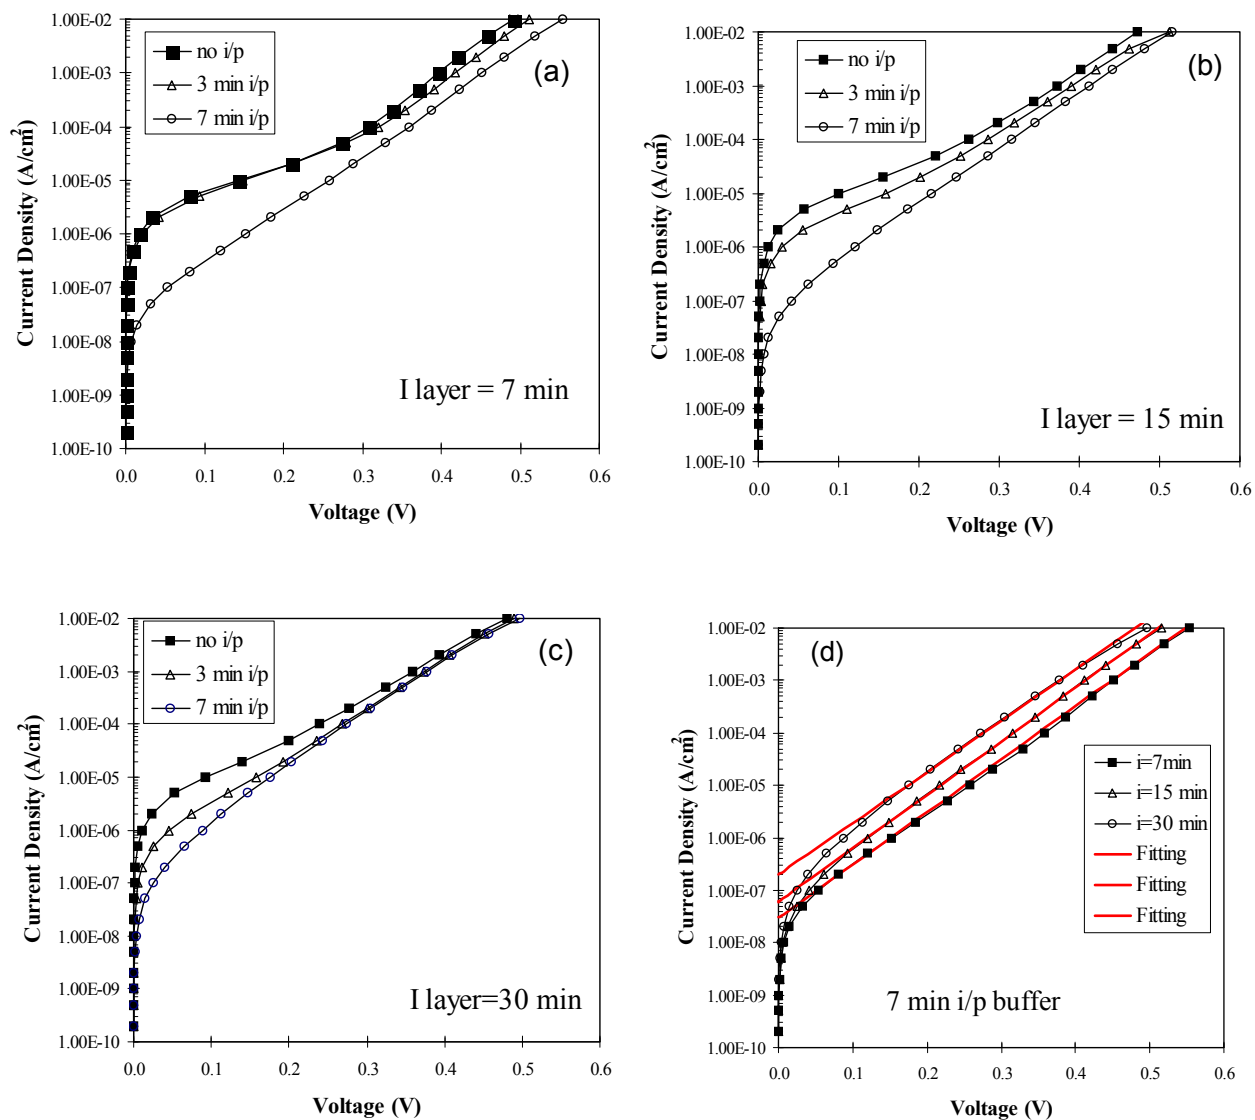 1.00E-02
1.00E-03
1.00E-04
1.00E-05
1.00E-06
1.00E-07
1.00E-08
1.00E-09
1.00E-10
Current Density (A/cm²)
no i/p
3 min i/p
7 min i/p
(a)
I layer = 7 min
0.0 0.1 0.2 0.3 0.4 0.5 0.6
Voltage (V)
1.00E-02
1.00E-03
1.00E-04
1.00E-05
1.00E-06
1.00E-07
1.00E-08
1.00E-09
1.00E-10
Current Density (A/cm²)
no i/p
3 min i/p
7 min i/p
(b)
I layer = 15 min
0.0 0.1 0.2 0.3 0.4 0.5 0.6
Voltage (V)
1.00E-02
1.00E-03
1.00E-04
1.00E-05
1.00E-06
1.00E-07
1.00E-08
1.00E-09
1.00E-10
Current Density (A/cm²)
no i/p
3 min i/p
7 min i/p
(c)
I layer=30 min
0.0 0.1 0.2 0.3 0.4 0.5 0.6
Voltage (V)
1.00E-02
1.00E-03
1.00E-04
1.00E-05
1.00E-06
1.00E-07
1.00E-08
1.00E-09
1.00E-10
Current Density (A/cm²)
(d)
i=7min
i=15 min
i=30 min
Fitting
Fitting
Fitting
7 min i/p buffer
0.0 0.1 0.2 0.3 0.4 0.5 0.6
Voltage (V)